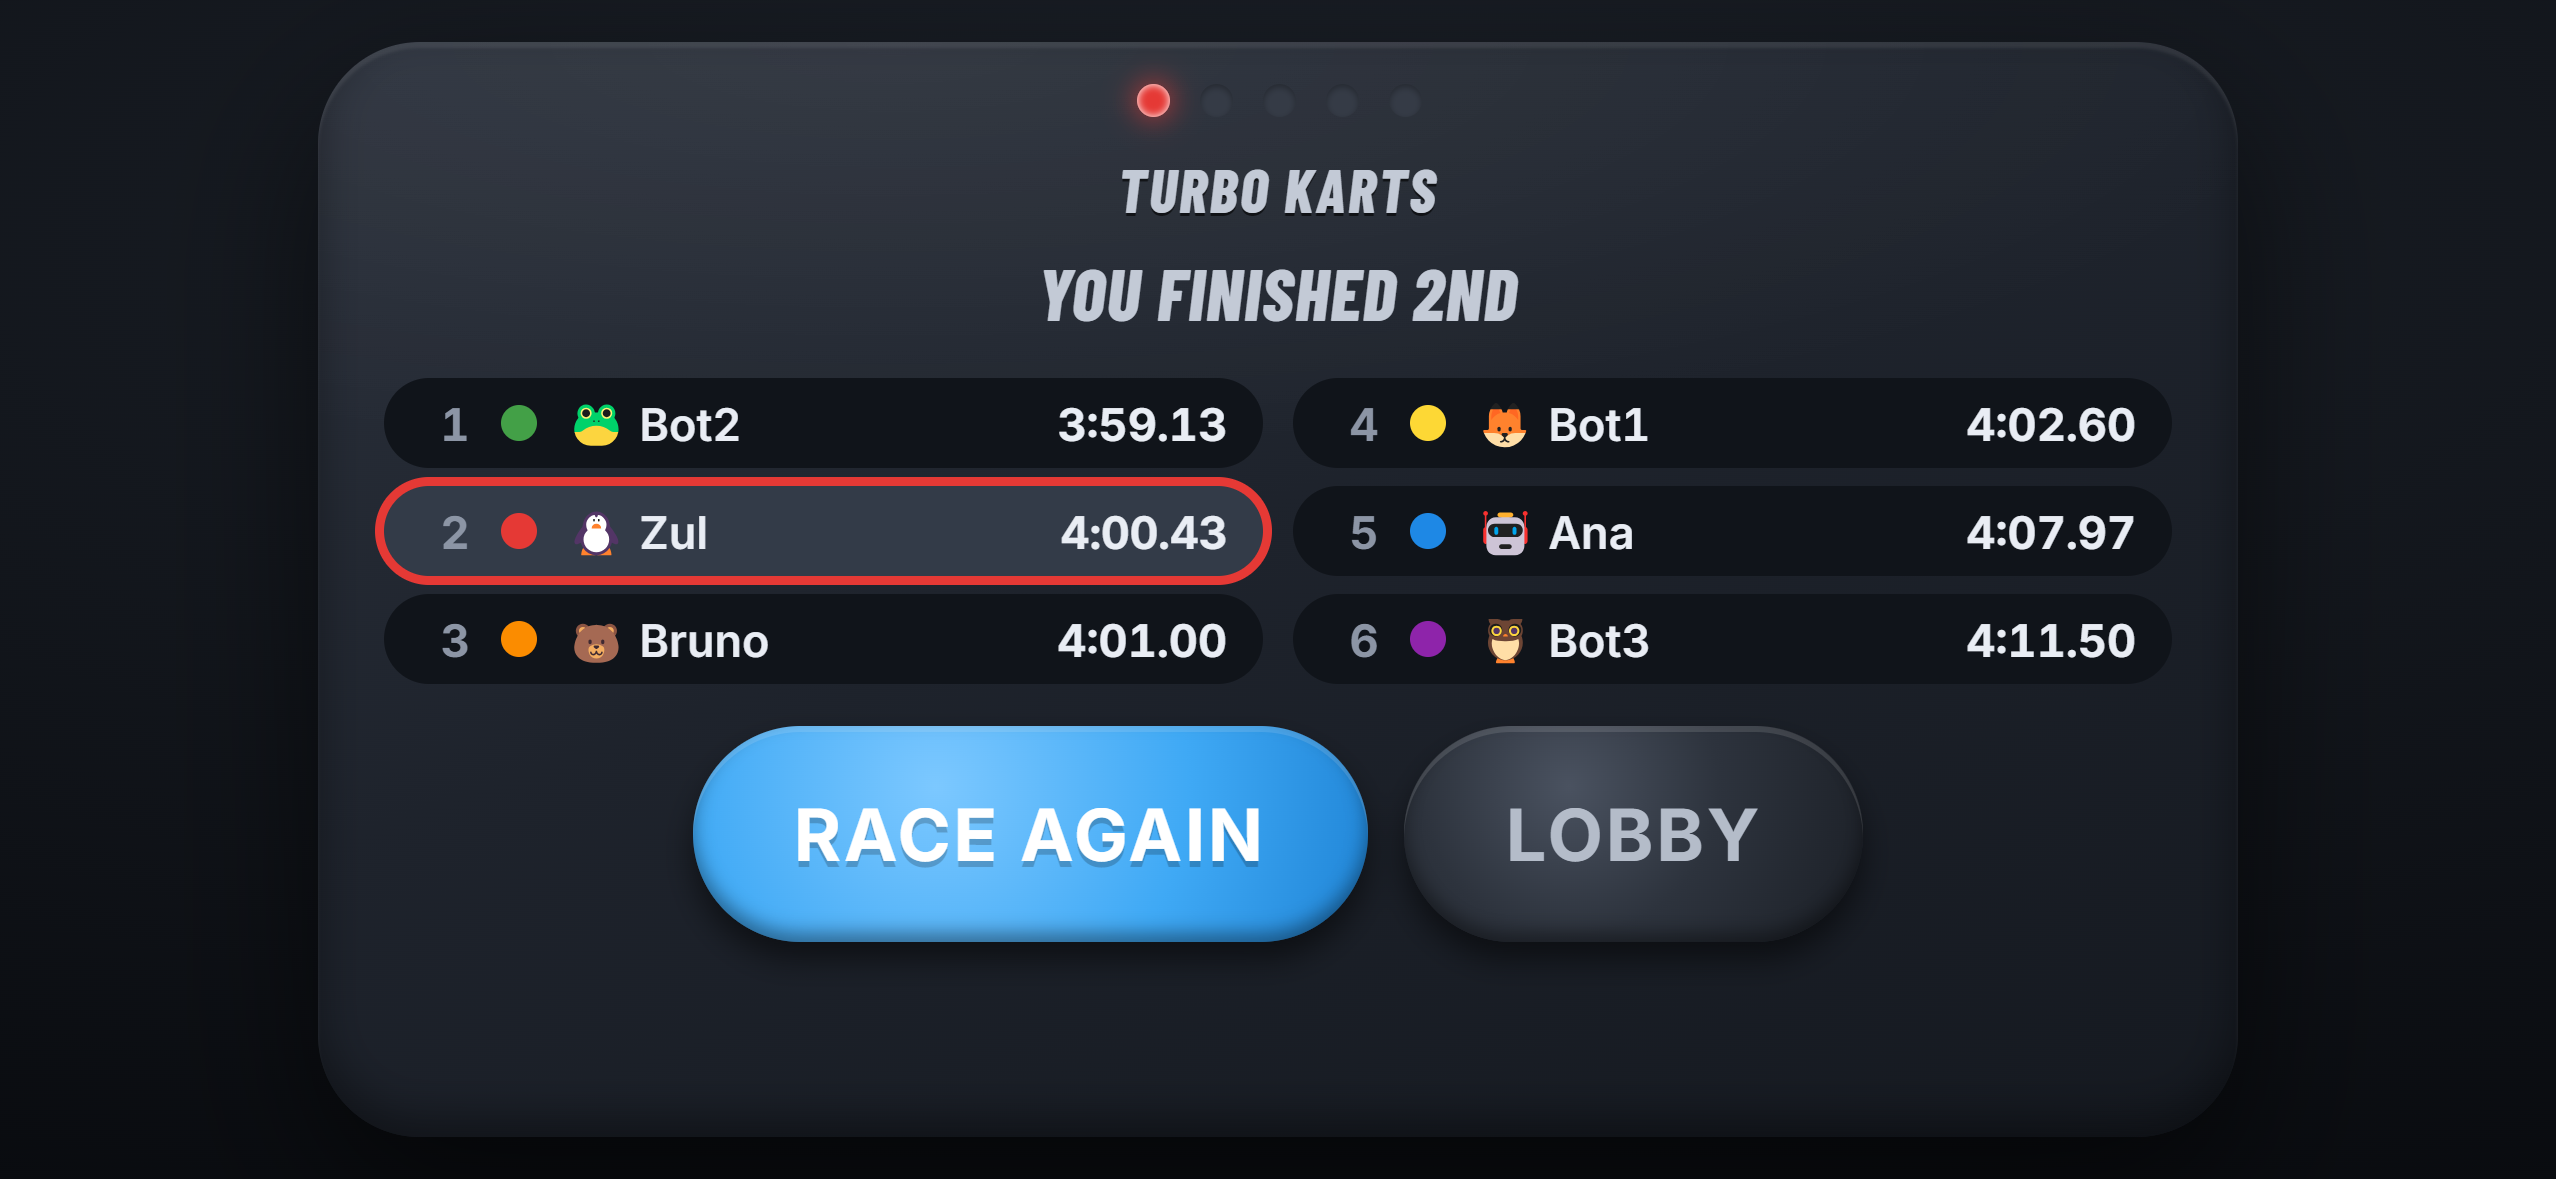 TURBO KARTS
YOU FINISHED 2ND
1 Bot2 3:59.13
2 Zul 4:00.43
3 Bruno 4:01.00
4 Bot1 4:02.60
5 Ana 4:07.97
6 Bot3 4:11.50
RACE AGAIN
LOBBY